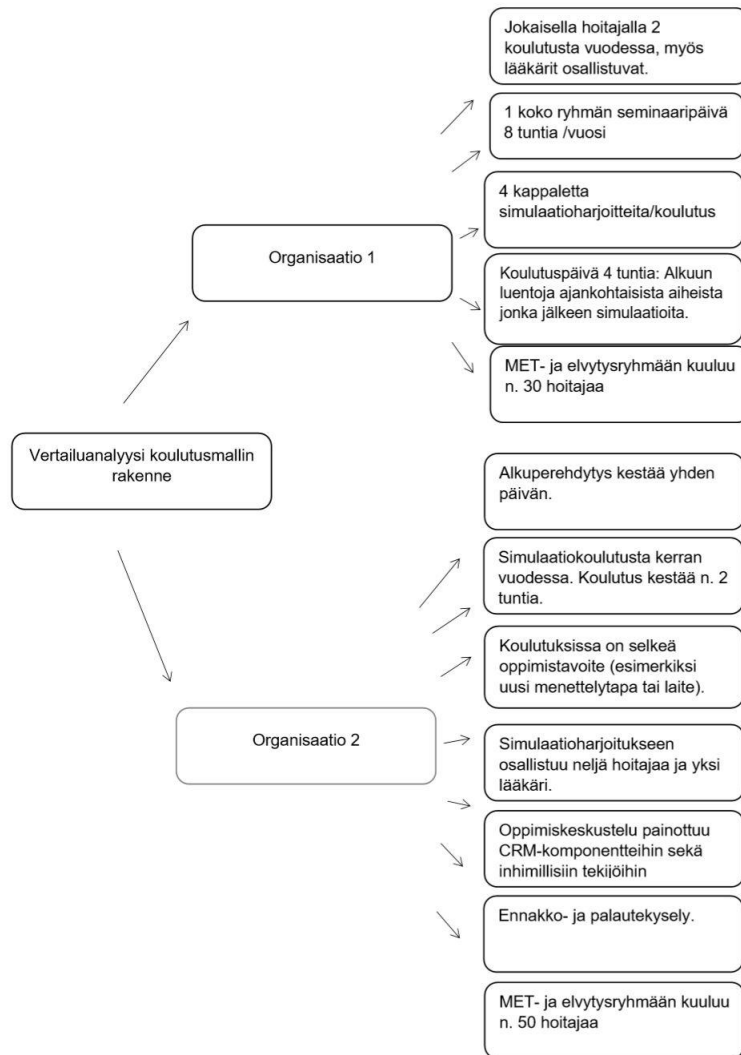 Jokaisella hoitajalla 2
koulutusta vuodessa, myös
lääkärit osallistuvat.
1 koko ryhmän seminaaripäivä
8 tuntia /vuosi
4 kappaletta
simulaatioharjoitteita/koulutus
Organisaatio 1
Koulutuspäivä 4 tuntia: Alkuun
luentoja ajankohtaisista aiheista
jonka jälkeen simulaatioita.
MET- ja elvytysryhmään kuuluu
n. 30 hoitajaa
Vertailuanalyysi koulutusmallin
rakenne
Alkuperehdytys kestää yhden
päivän.
Simulaatiokoulutusta kerran
vuodessa. Koulutus kestää n. 2
tuntia.
Koulutuksissa on selkeä
oppimistavoite (esimerkiksi
uusi menettelytapa tai laite).
Organisaatio 2
Simulaatioharjoitukseen
osallistuu neljä hoitajaa ja yksi
lääkäri.
Oppimiskeskustelu painottuu
CRM-komponentteihin sekä
inhimillisiin tekijöihin
Ennakko- ja palautekysely.
MET- ja elvytysryhmään kuuluu
n. 50 hoitajaa